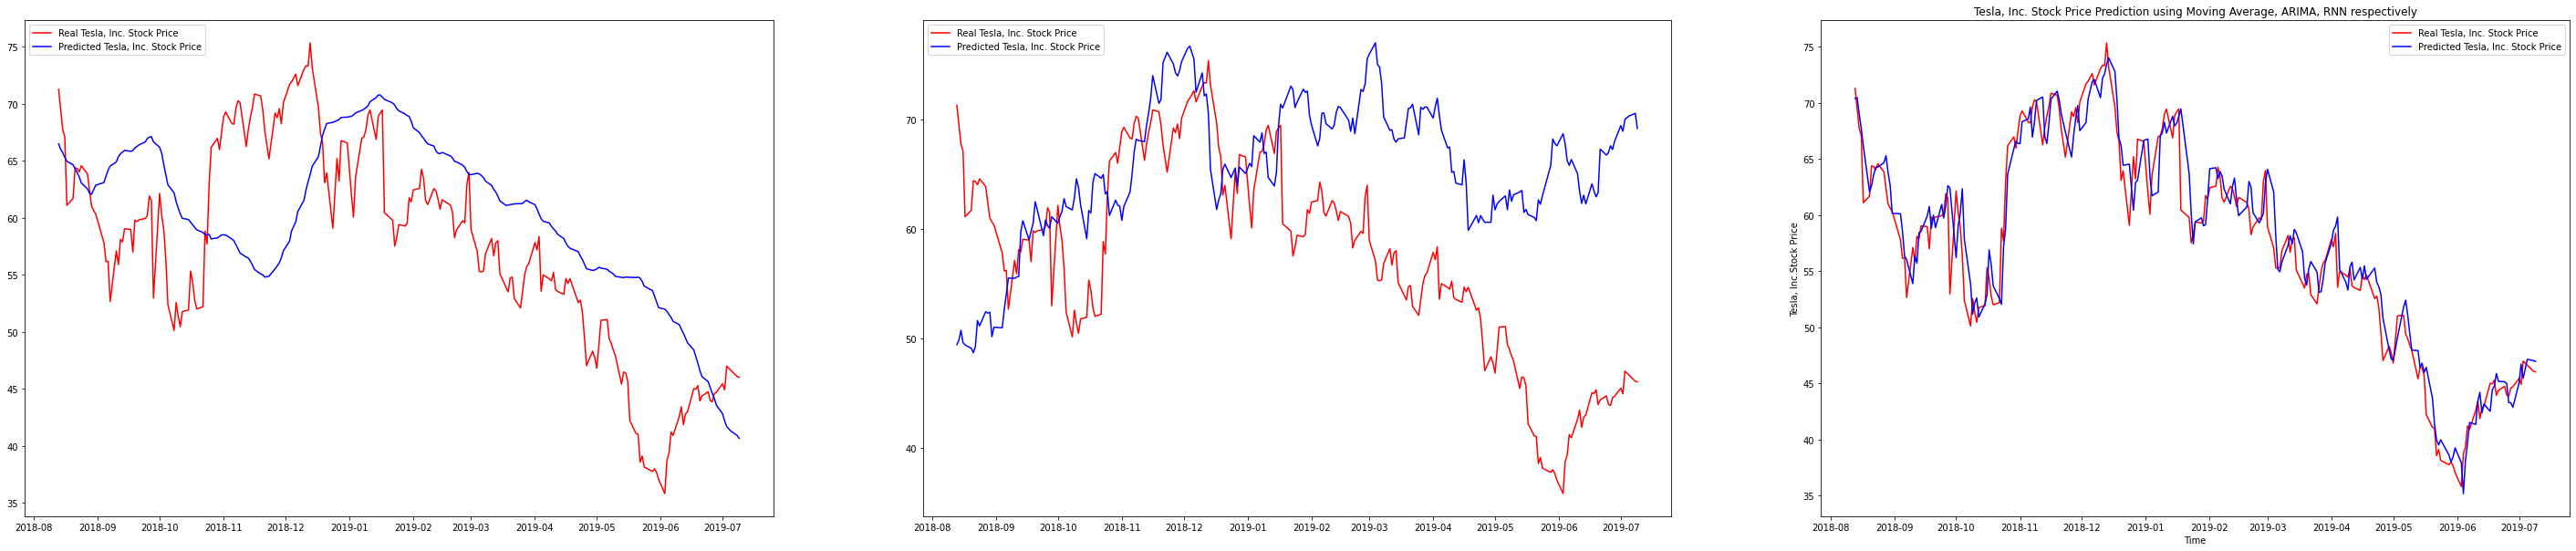 Real Tesla, Inc. Stock Price
Predicted Tesla, Inc. Stock Price
75
70
65
60
55
50
45
40
35
2018-08 2018-09 2018-10 2018-11 2018-12 2019-01 2019-02 2019-03 2019-04 2019-05 2019-06 2019-07
Real Tesla, Inc. Stock Price
Predicted Tesla, Inc. Stock Price
70
60
50
40
2018-08 2018-09 2018-10 2018-11 2018-12 2019-01 2019-02 2019-03 2019-04 2019-05 2019-06 2019-07
Tesla, Inc. Stock Price Prediction using Moving Average, ARIMA, RNN respectively
Real Tesla, Inc. Stock Price
Predicted Tesla, Inc. Stock Price
Tesla, Inc.Stock Price
75
70
65
60
55
50
45
40
35
2018-08 2018-09 2018-10 2018-11 2018-12 2019-01 2019-02 2019-03 2019-04 2019-05 2019-06 2019-07
Time